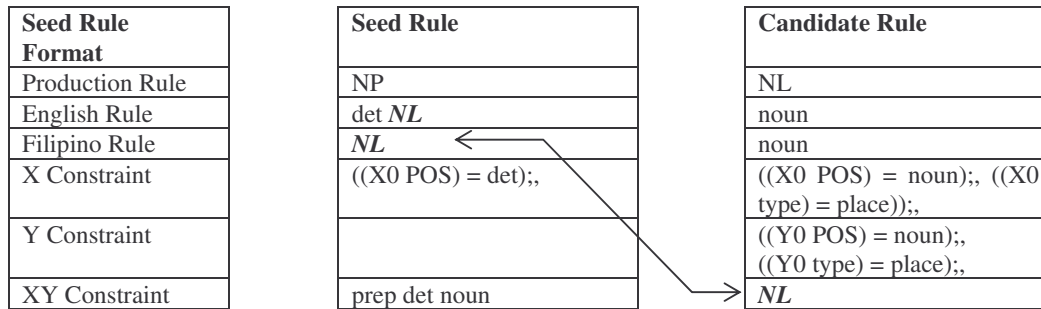 Seed Rule
Format
Production Rule
English Rule
Filipino Rule
X Constraint
Y Constraint
XY Constraint
Seed Rule
NP
det NL
NL
((X0 POS) = det);,
prep det noun
Candidate Rule
NL
noun
noun
((X0 POS) = noun);, ((X0
type) = place));,
((Y0 POS) = noun);,
((Y0 type) = place);,
NL